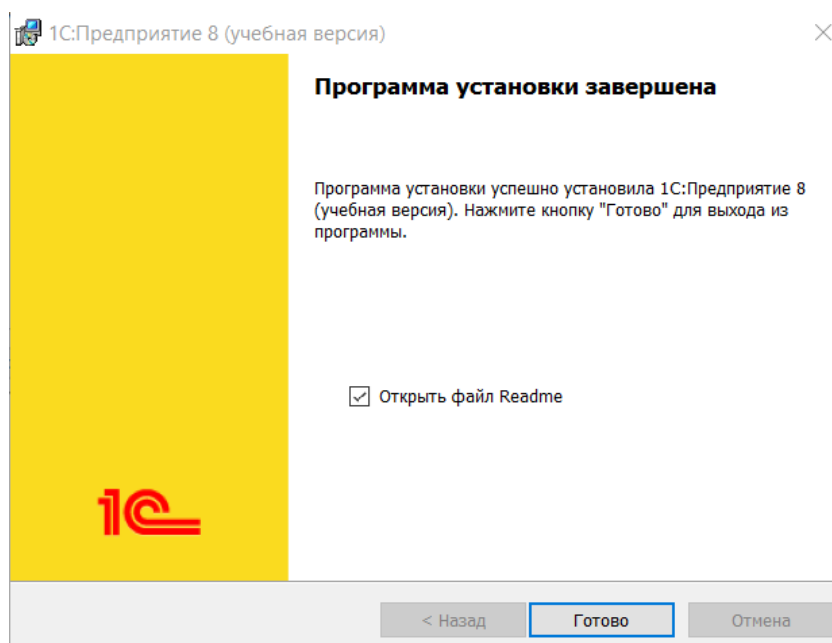 1С:Предприятие 8 (учебная версия)
Программа установки завершена
Программа установки успешно установила 1С:Предприятие 8
(учебная версия). Нажмите кнопку "Готово" для выхода из
программы.
Открыть файл Readme
1С
< Назад
Готово
Отмена